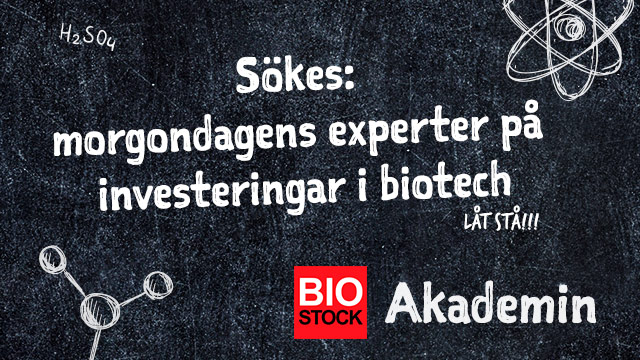 H₂SO₄
Sökes:
morgondagens experter på
investeringar i biotech
LÅT STÅ!!!
BIO
STOCK
Akademin